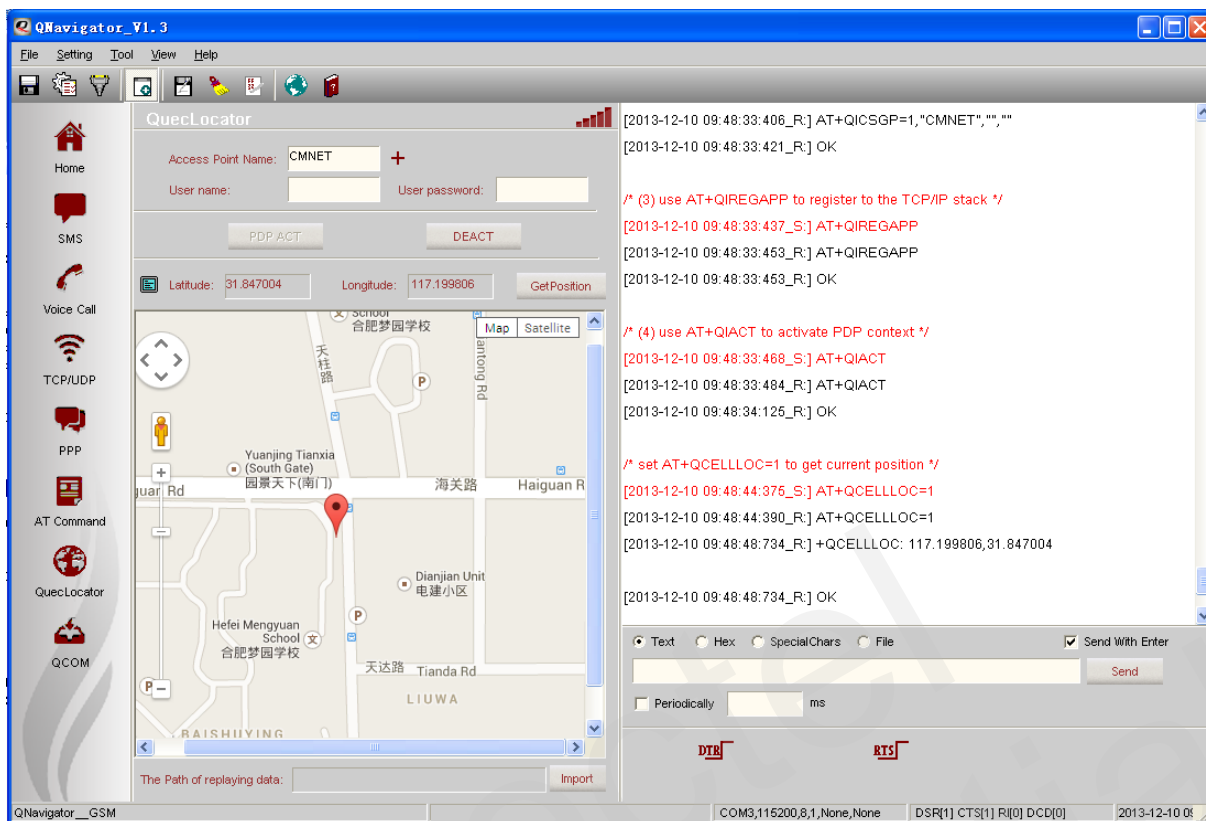 QNavigator_V1.3
File Setting Tool View Help
Home
SMS
Voice Call
TCP/UDP
PPP
AT Command
QuecLocator
QCOM
QuecLocator
Access Point Name: CMNET
User name: User password:
PDP ACT DEACT
Latitude: 31.847004 Longitude: 117.199806 GetPosition
School
合肥梦园学校
Map Satellite
天柱路
antong Rd
P
Yuanjing Tianxia
(South Gate)
园景天下(南门)
guan Rd
海关路
Haiguan R
Dianjian Unit
电建小区
P
Hefei Mengyuan
School
文
合肥梦园学校
天达路 Tianda Rd
P
LIUWA
BAISHUYING
The Path of replaying data: Import
[2013-12-10 09:48:33:406_R:] AT+QICSGP=1,"CMNET","",""
[2013-12-10 09:48:33:421_R:] OK
/* (3) use AT+QIREGAPP to register to the TCP/IP stack */
[2013-12-10 09:48:33:437_S:] AT+QIREGAPP
[2013-12-10 09:48:33:453_R:] AT+QIREGAPP
[2013-12-10 09:48:33:453_R:] OK
/* (4) use AT+QIACT to activate PDP context */
[2013-12-10 09:48:33:468_S:] AT+QIACT
[2013-12-10 09:48:33:484_R:] AT+QIACT
[2013-12-10 09:48:34:125_R:] OK
/* set AT+QCELLLOC=1 to get current position */
[2013-12-10 09:48:44:375_S:] AT+QCELLLOC=1
[2013-12-10 09:48:44:390_R:] AT+QCELLLOC=1
[2013-12-10 09:48:48:734_R:] +QCELLLOC: 117.199806,31.847004
[2013-12-10 09:48:48:734_R:] OK
Text Hex SpecialChars File Send With Enter
Send
Periodically ms
DTR RTS
QNavigator__GSM COM3,115200,8,1,None,None DSR[1] CTS[1] RI[0] DCD[0] 2013-12-10